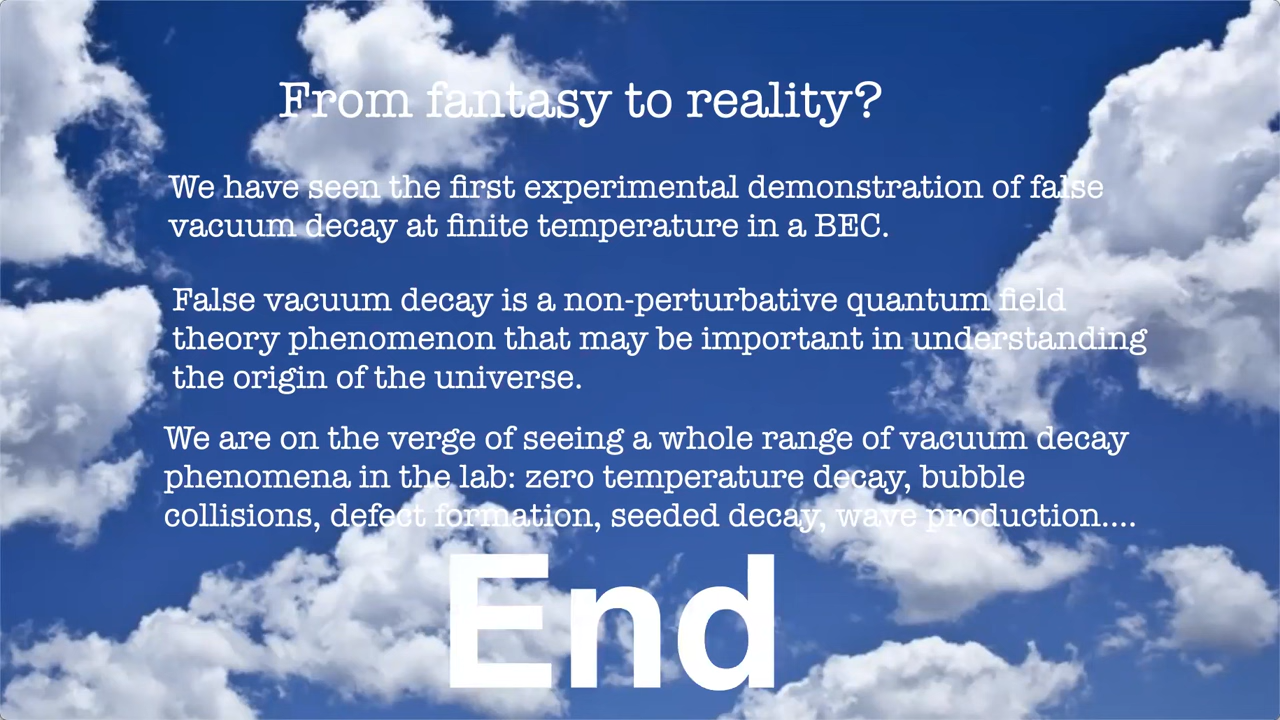 From fantasy to reality?
We have seen the first experimental demonstration of false
vacuum decay at finite temperature in a BEC.
False vacuum decay is a non-perturbative quantum field
theory phenomenon that may be important in understanding
the origin of the universe.
We are on the verge of seeing a whole range of vacuum decay
phenomena in the lab: zero temperature decay, bubble
collisions, defect formation, seeded decay, wave production....
End